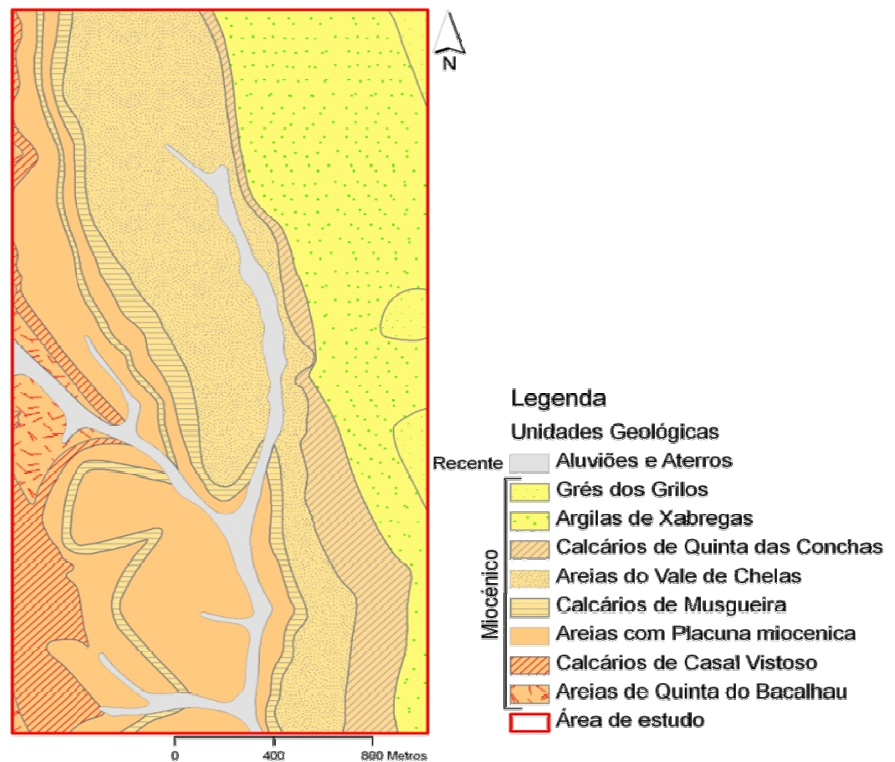 N
Legenda
Unidades Geológicas
Recente Aluviões e Aterros
Grés dos Grilos
Argilas de Xabregas
Calcários de Quinta das Conchas
Areias do Vale de Chelas
Calcários de Musgueira
Areias com Placuna miocenica
Calcários de Casal Vistoso
Areias de Quinta do Bacalhau
Miocénico
Área de estudo
0 400 800 Metros